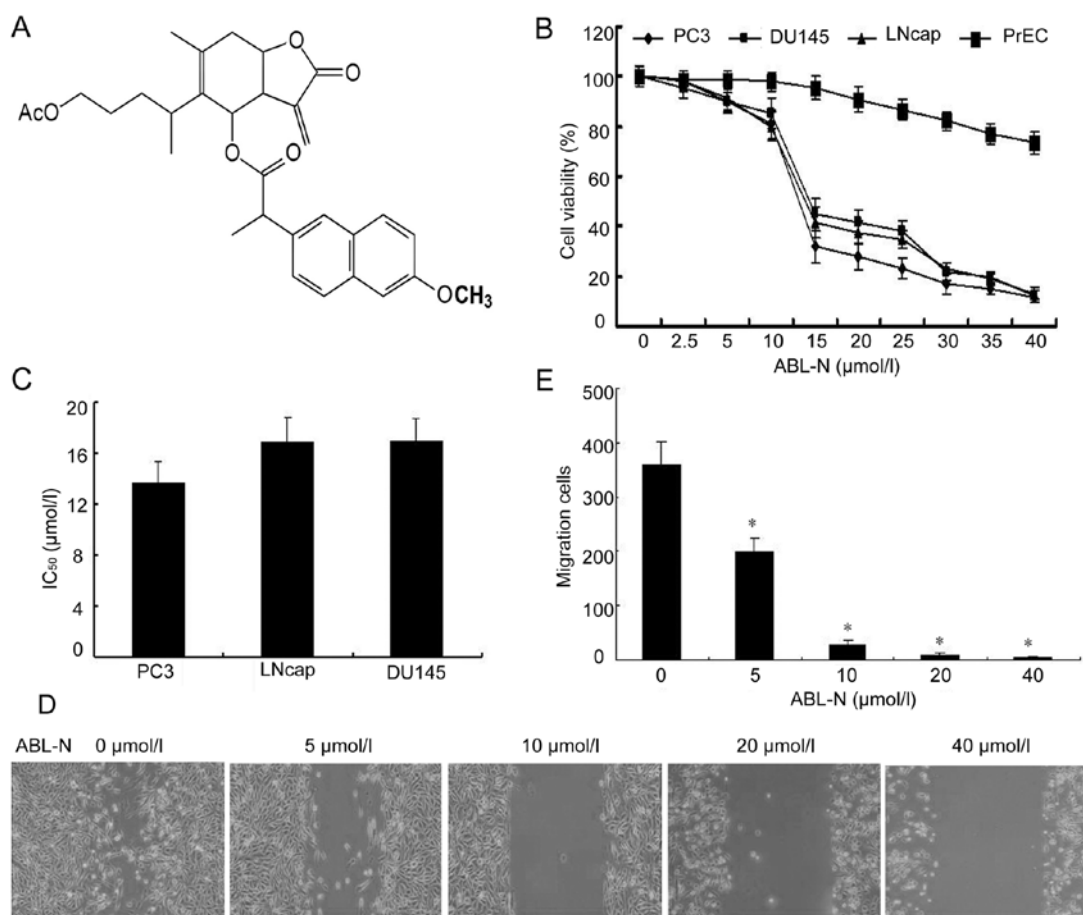 A
O
O
AcO
O
O
OCH3
B
PC3 DU145 LNcap PrEC
Cell viability (%)
120
100
80
60
40
20
0
0 2.5 5 10 15 20 25 30 35 40
ABL-N (μmol/l)
C
IC50 (μmol/l)
20
16
14
8
4
0
PC3 LNcap DU145
E
Migration cells
500
400
300
200
100
0
* * * *
0 5 10 20 40
ABL-N (μmol/l)
D
ABL-N 0 μmol/l 5 μmol/l 10 μmol/l 20 μmol/l 40 μmol/l